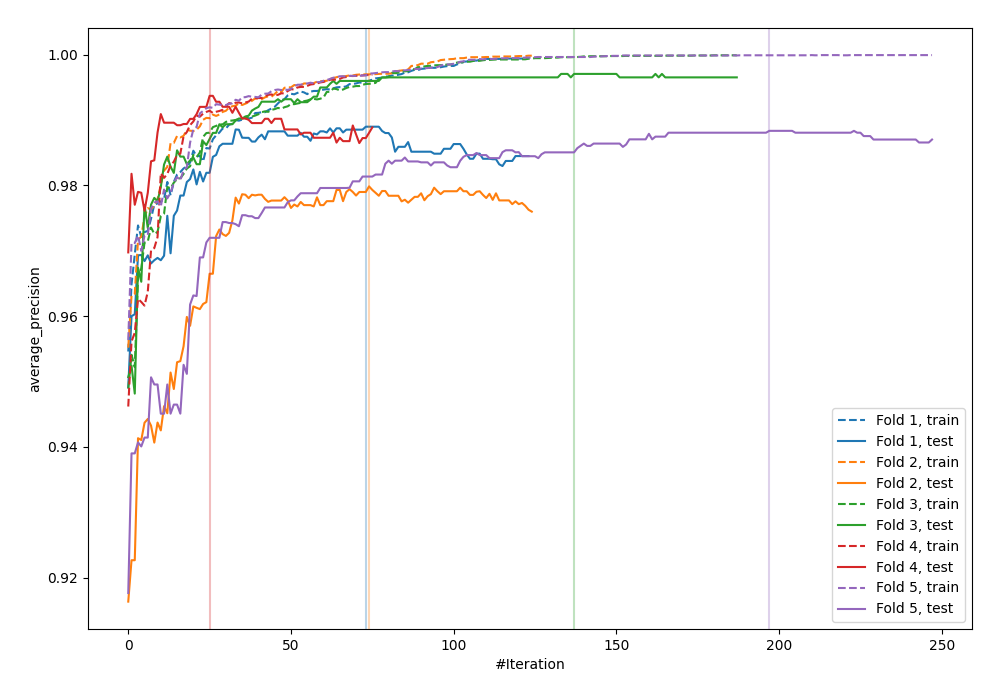 1.00
0.98
0.96
0.94
0.92
average_precision
0
50
100
150
200
250
#Iteration
Fold 1, train
Fold 1, test
Fold 2, train
Fold 2, test
Fold 3, train
Fold 3, test
Fold 4, train
Fold 4, test
Fold 5, train
Fold 5, test